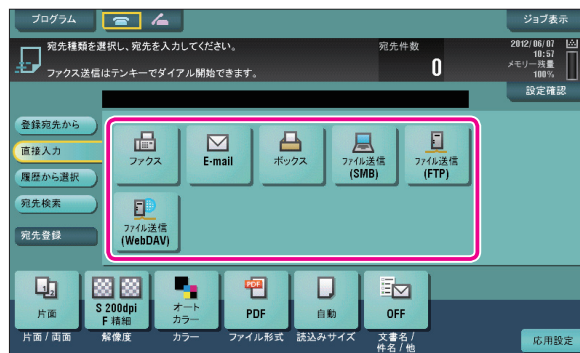 プログラム
ジョブ表示
宛先種類を選択し、宛先を入力してください。
ファクス送信はテンキーでダイアル開始できます。
宛先件数
0
2012/06/07
10:57
メモリー残量
100%
設定確認
登録宛先から
直接入力
履歴から選択
宛先検索
宛先登録
ファクス
E-mail
ボックス
ファイル送信
(SMB)
ファイル送信
(FTP)
ファイル送信
(WebDAV)
片面
S 200dpi
F 精細
オート
カラー
PDF
PDF
自動
OFF
片面 / 両面
解像度
カラー
ファイル形式
読込みサイズ
文書名 /
件名 / 他
応用設定